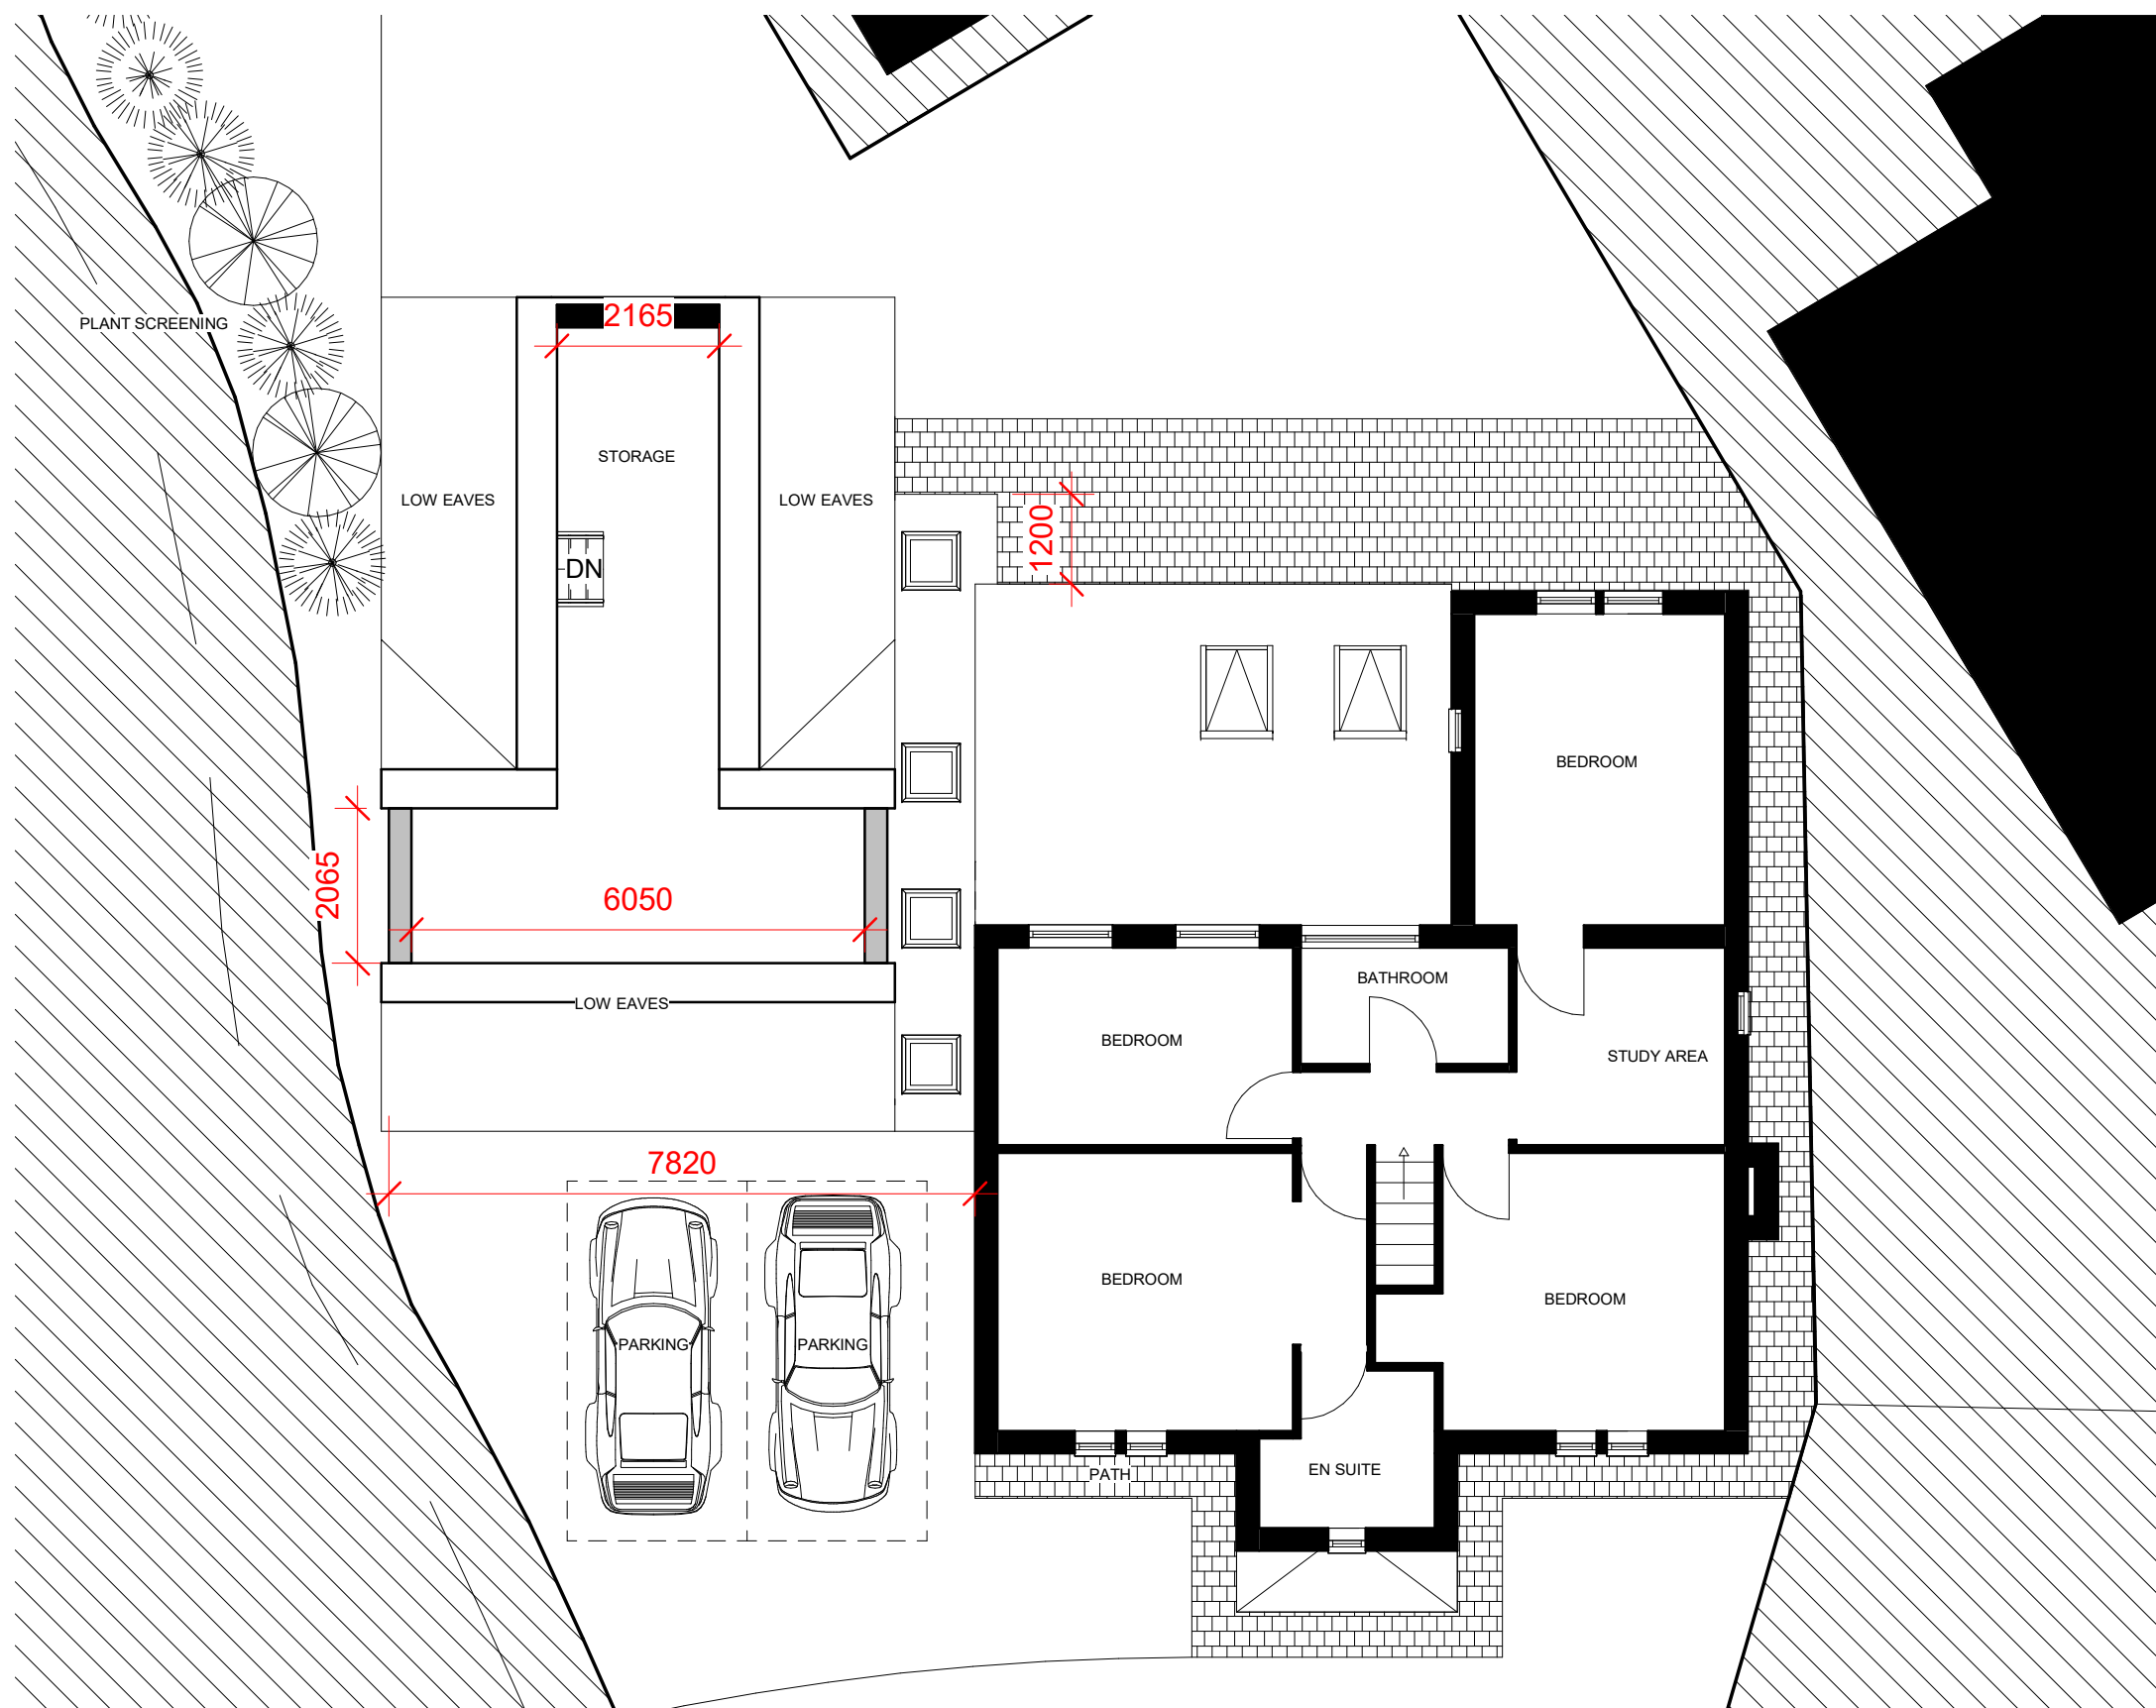 2165
PLANT SCREENING
STORAGE
LOW EAVES
LOW EAVES
1200
DN
BEDROOM
2065
6050
BATHROOM
LOW EAVES
BEDROOM
STUDY AREA
7820
BEDROOM
BEDROOM
PARKING
PARKING
EN SUITE
PATH